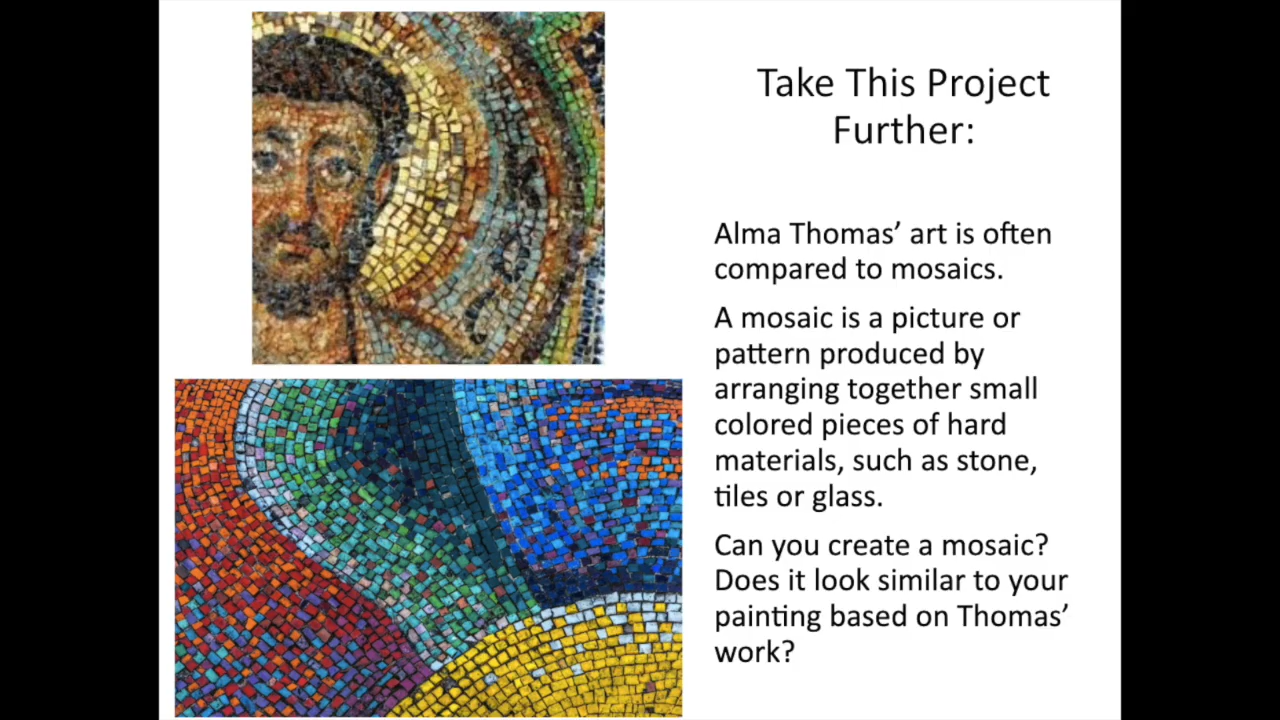 Take This Project
Further:
Alma Thomas’ art is often
compared to mosaics.
A mosaic is a picture or
pattern produced by
arranging together small
colored pieces of hard
materials, such as stone,
tiles or glass.
Can you create a mosaic?
Does it look similar to your
painting based on Thomas’
work?